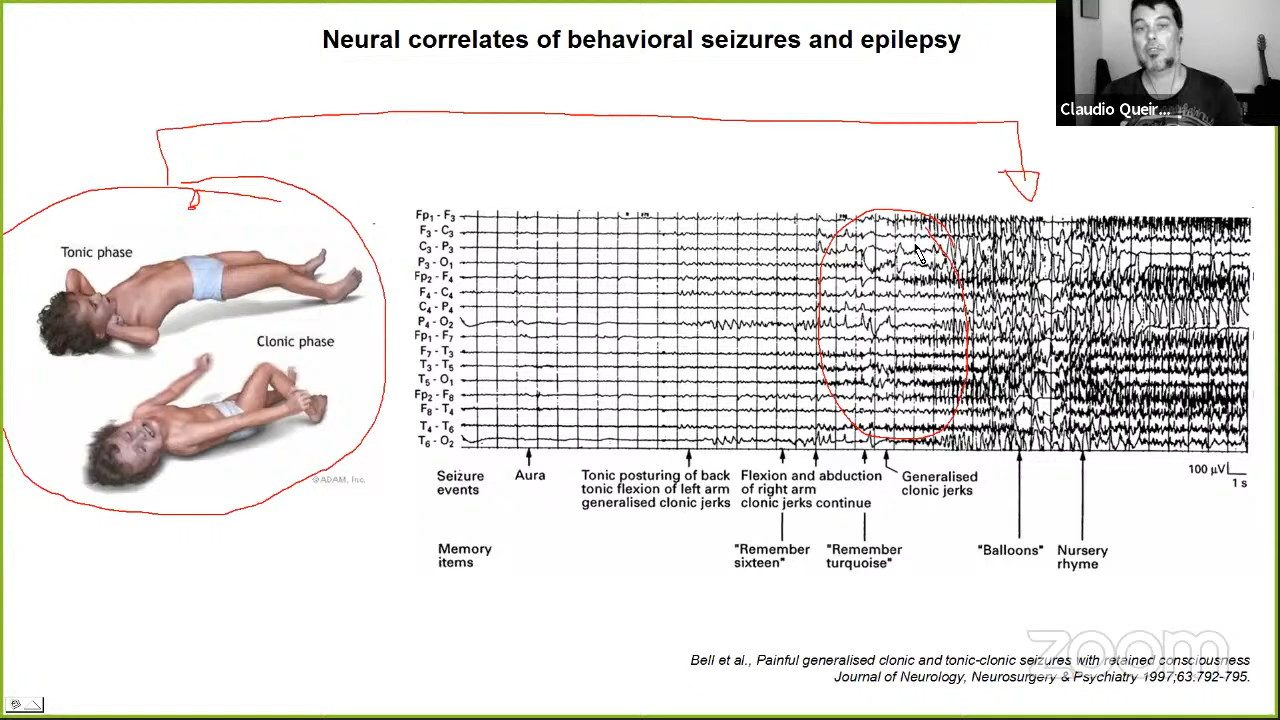 Neural correlates of behavioral seizures and epilepsy
Claudio Queir...
Tonic phase
Clonic phase
© ADAM, Inc.
Fp1 - F3
F3 - C3
C3 - P3
P3 - O1
Fp2 - F4
F4 - C4
C4 - P4
P4 - O2
Fp1 - F7
F7 - T3
T3 - T5
T5 - O1
Fp2 - F8
F8 - T4
T4 - T6
T6 - O2
Seizure
events
Aura
Tonic posturing of back
tonic flexion of left arm
generalised clonic jerks
Flexion and abduction
of right arm
clonic jerks continue
Generalised
clonic jerks
100 μV
1 s
Memory
items
"Remember
sixteen"
"Remember
turquoise"
"Balloons"
Nursery
rhyme
Bell et al., Painful generalised clonic and tonic-clonic seizures with retained consciousness
Journal of Neurology, Neurosurgery & Psychiatry 1997;63:792-795.
zoom